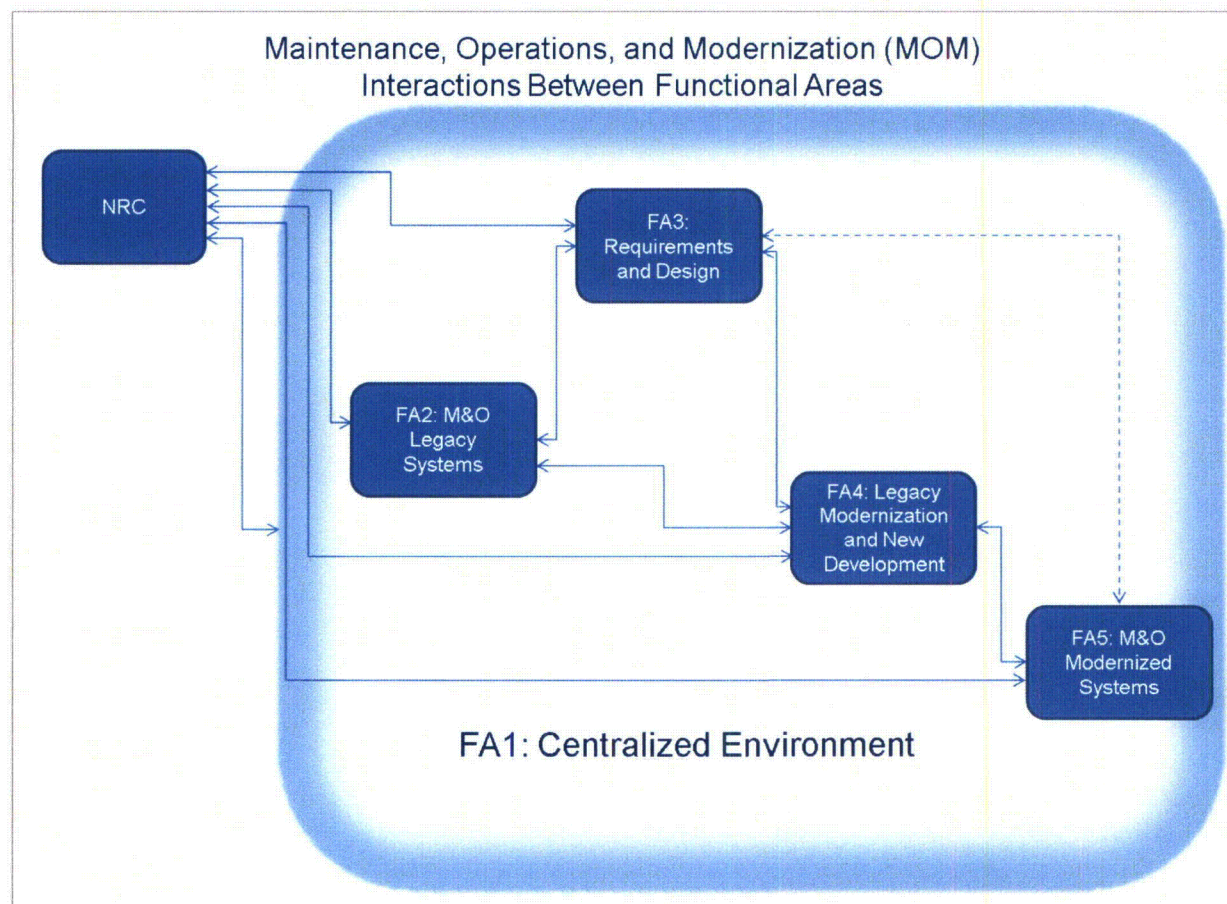 Maintenance, Operations, and Modernization (MOM)
Interactions Between Functional Areas
NRC
FA3:
Requirements
and Design
FA2: M&O
Legacy
Systems
FA4: Legacy
Modernization
and New
Development
FA5: M&O
Modernized
Systems
FA1: Centralized Environment